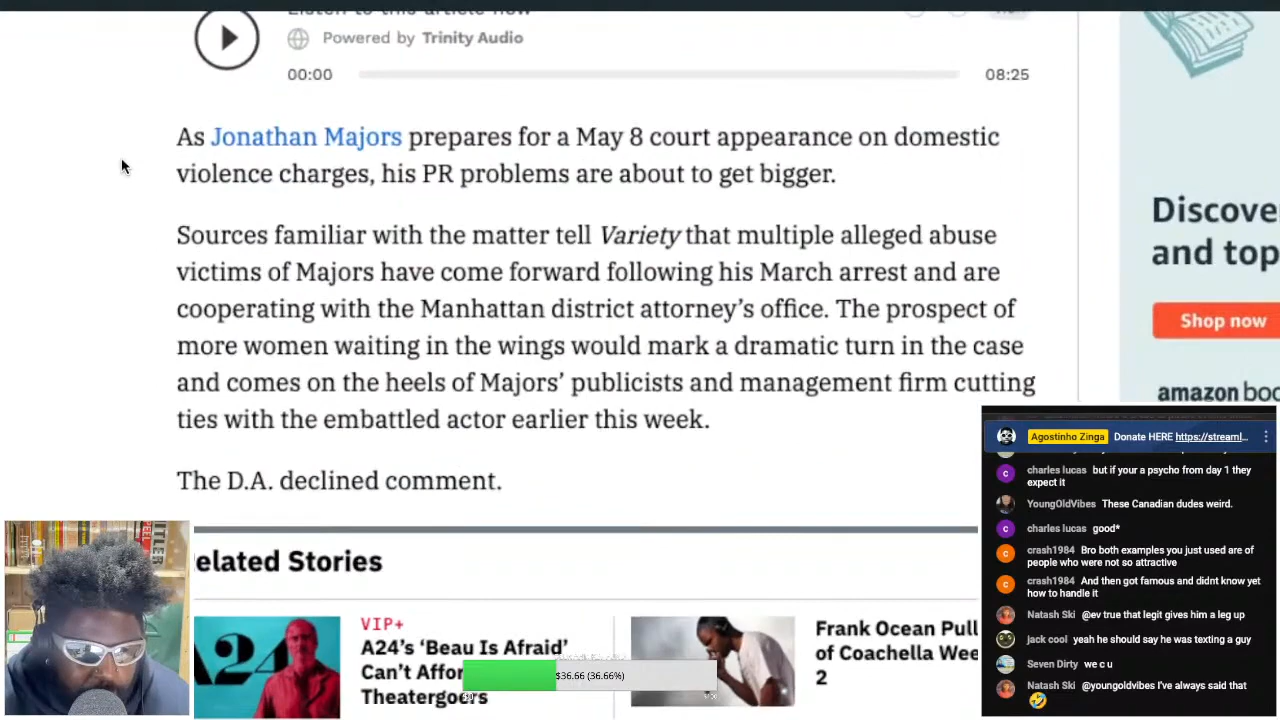 Listen to this article now
Powered by Trinity Audio
00:00
08:25
As Jonathan Majors prepares for a May 8 court appearance on domestic
violence charges, his PR problems are about to get bigger.
Sources familiar with the matter tell Variety that multiple alleged abuse
victims of Majors have come forward following his March arrest and are
cooperating with the Manhattan district attorney's office. The prospect of
more women waiting in the wings would mark a dramatic turn in the case
and comes on the heels of Majors' publicists and management firm cutting
ties with the embattled actor earlier this week.
The D.A. declined comment.
elated Stories
A24
VIP+
A24's 'Beau Is Afraid'
Can't Affor
Theatergoers
Frank Ocean Pull
of Coachella Wee
2
$36.66 (36.66%)
Discove
and top
Shop now
amazon boo
Agostinho Zinga Donate HERE https://streaml...
charles lucas but if your a psycho from day 1 they
expect it
YoungOldVibes These Canadian dudes weird.
charles lucas good*
crash1984 Bro both examples you just used are of
people who were not so attractive
crash1984 And then got famous and didnt know yet
how to handle it
Natash Ski @ev true that legit gives him a leg up
jack cool yeah he should say he was texting a guy
Seven Dirty we c u
Natash Ski @youngoldvibes I've always said that
🤣